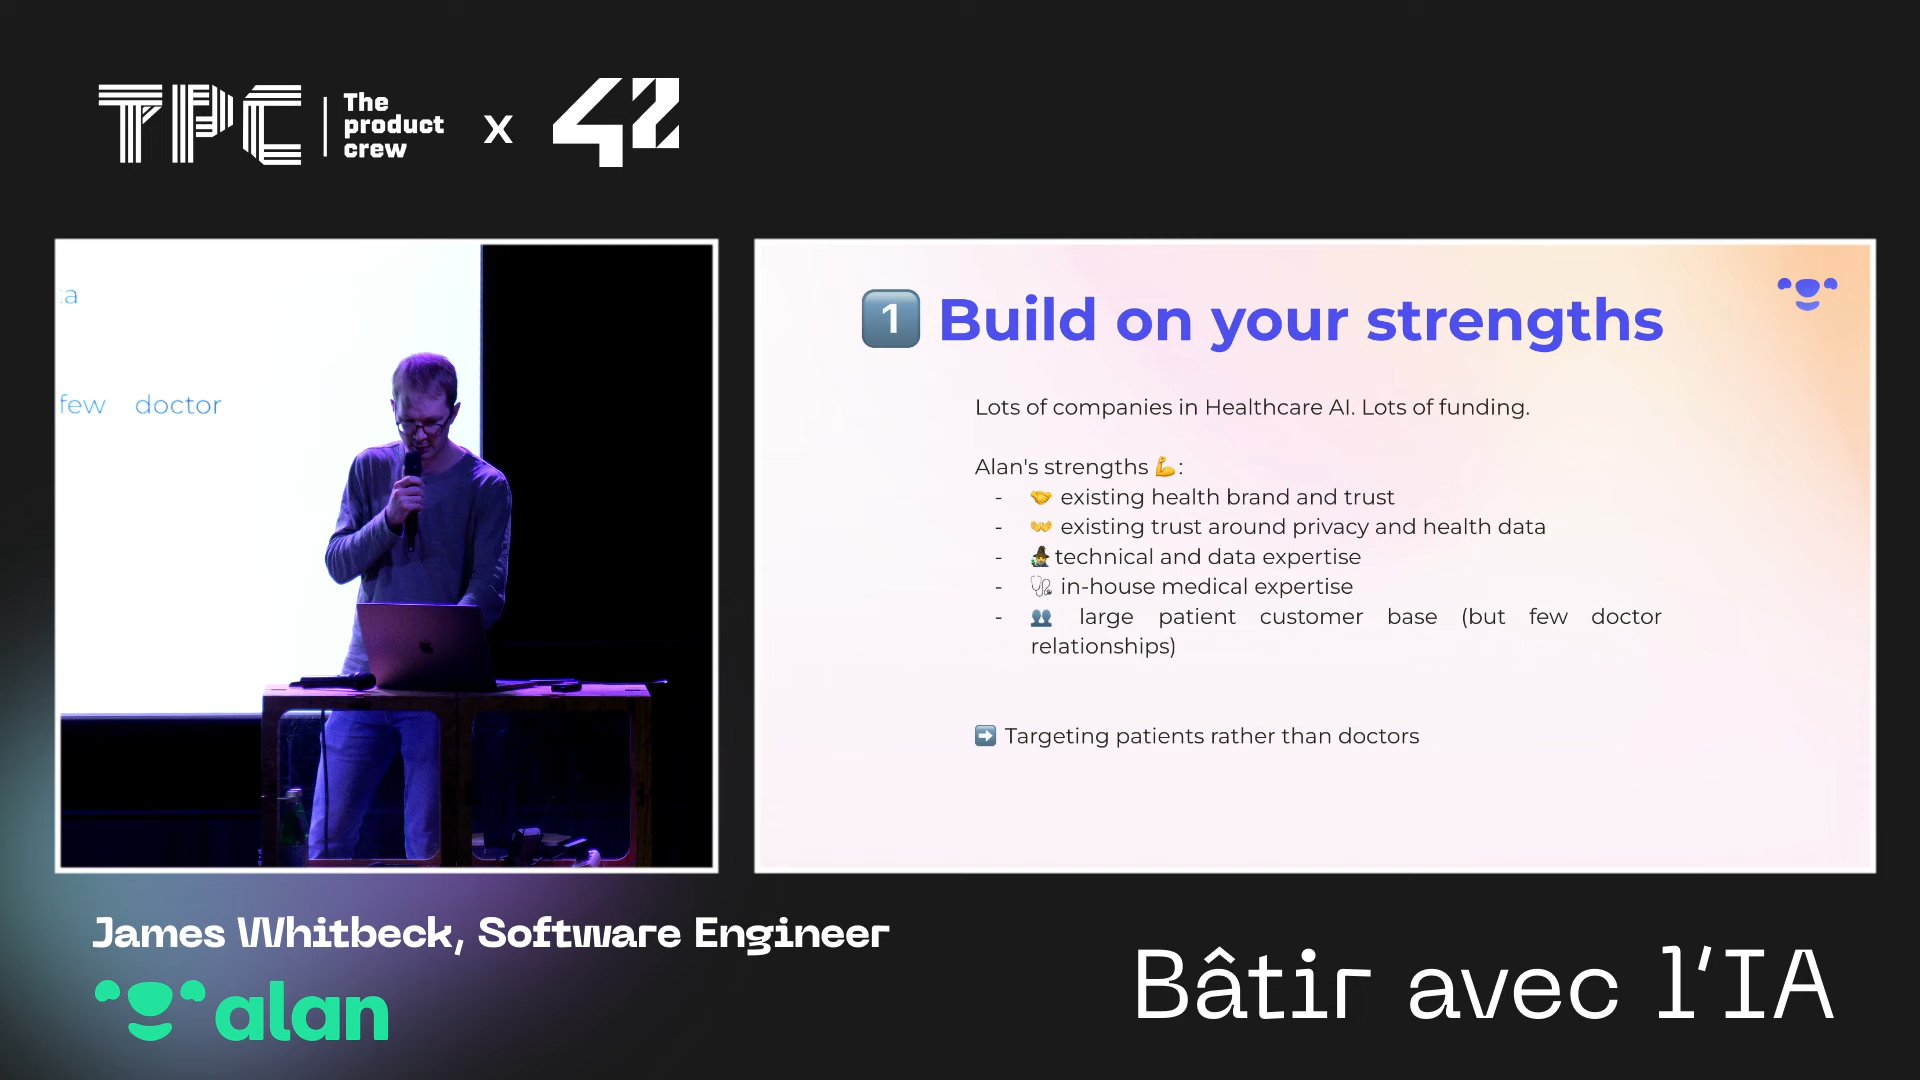 TPC
The
product
crew
x
42
:a
few doctor
1 Build on your strengths
Lots of companies in Healthcare AI. Lots of funding.
Alan's strengths 💪:
- 🤝 existing health brand and trust
- 👐 existing trust around privacy and health data
- 🧙technical and data expertise
- 🩺 in-house medical expertise
- 👥 large patient customer base (but few doctor
relationships)
➡️ Targeting patients rather than doctors
James Whitbeck, Software Engineer
alan
Bâtir avec l'IA